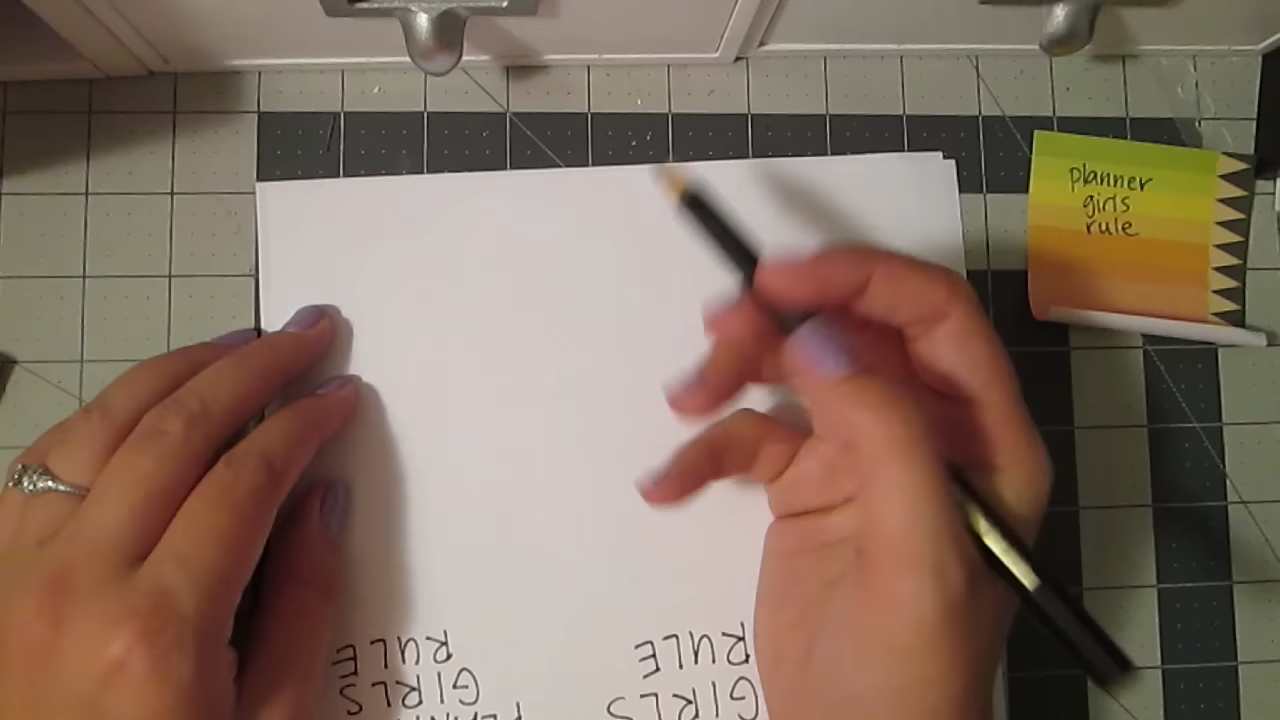 planner
girls
rule
GIRLS
RULE
GIRLS
RULE